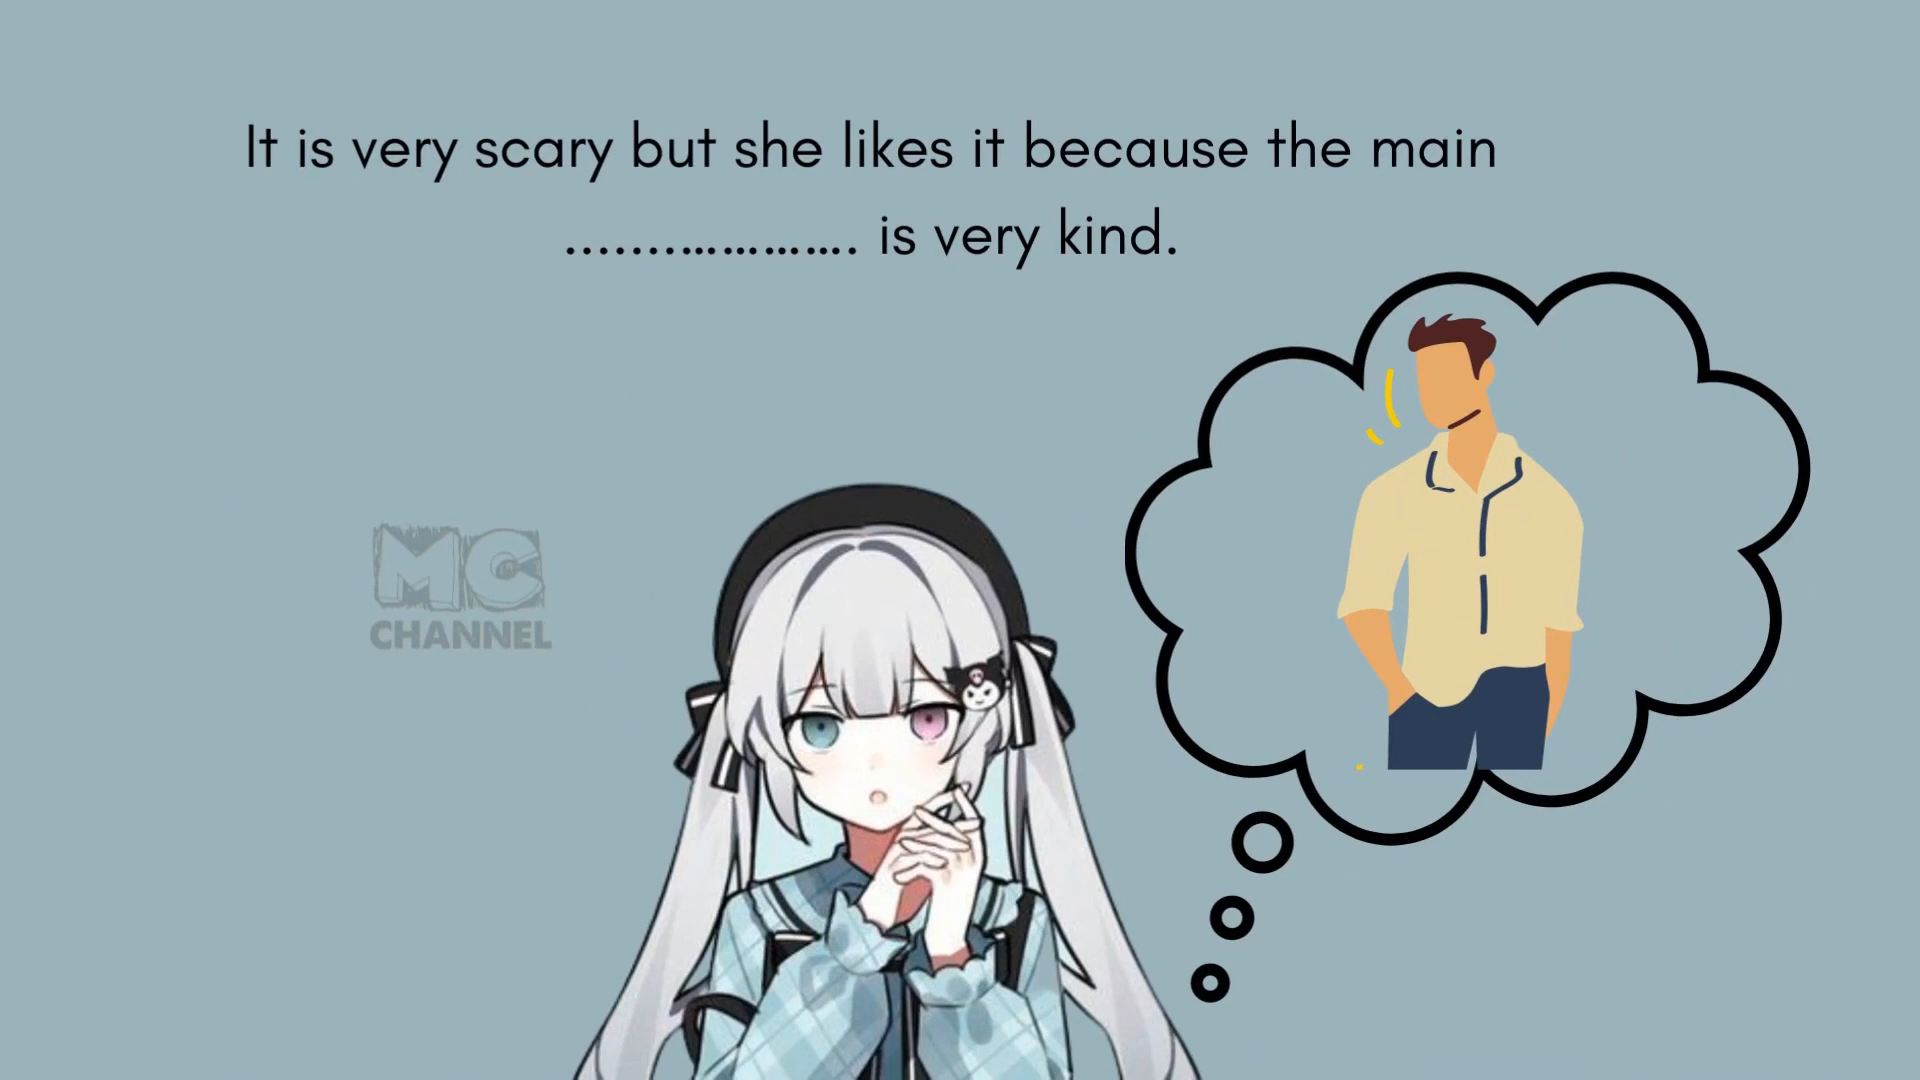 It is very scary but she likes it because the main
.................... is very kind.
MC
CHANNEL